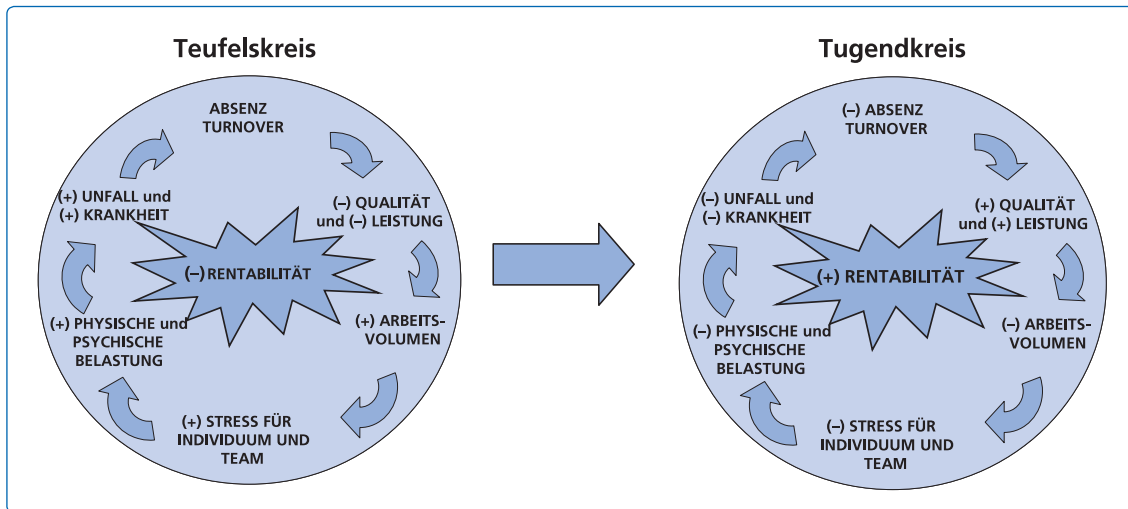 Teufelskreis
ABSENZ
TURNOVER
(–) QUALITÄT
und (–) LEISTUNG
(+) ARBEITS-
VOLUMEN
(+) STRESS FÜR
INDIVIDUUM UND
TEAM
(+) PHYSISCHE und
PSYCHISCHE
BELASTUNG
(+) UNFALL und
(+) KRANKHEIT
(–) RENTABILITÄT
Tugendkreis
(–) ABSENZ
TURNOVER
(+) QUALITÄT
und (+) LEISTUNG
(–) ARBEITS-
VOLUMEN
(–) STRESS FÜR
INDIVIDUUM UND
TEAM
(–) PHYSISCHE und
PSYCHISCHE
BELASTUNG
(–) UNFALL und
(–) KRANKHEIT
(+) RENTABILITÄT